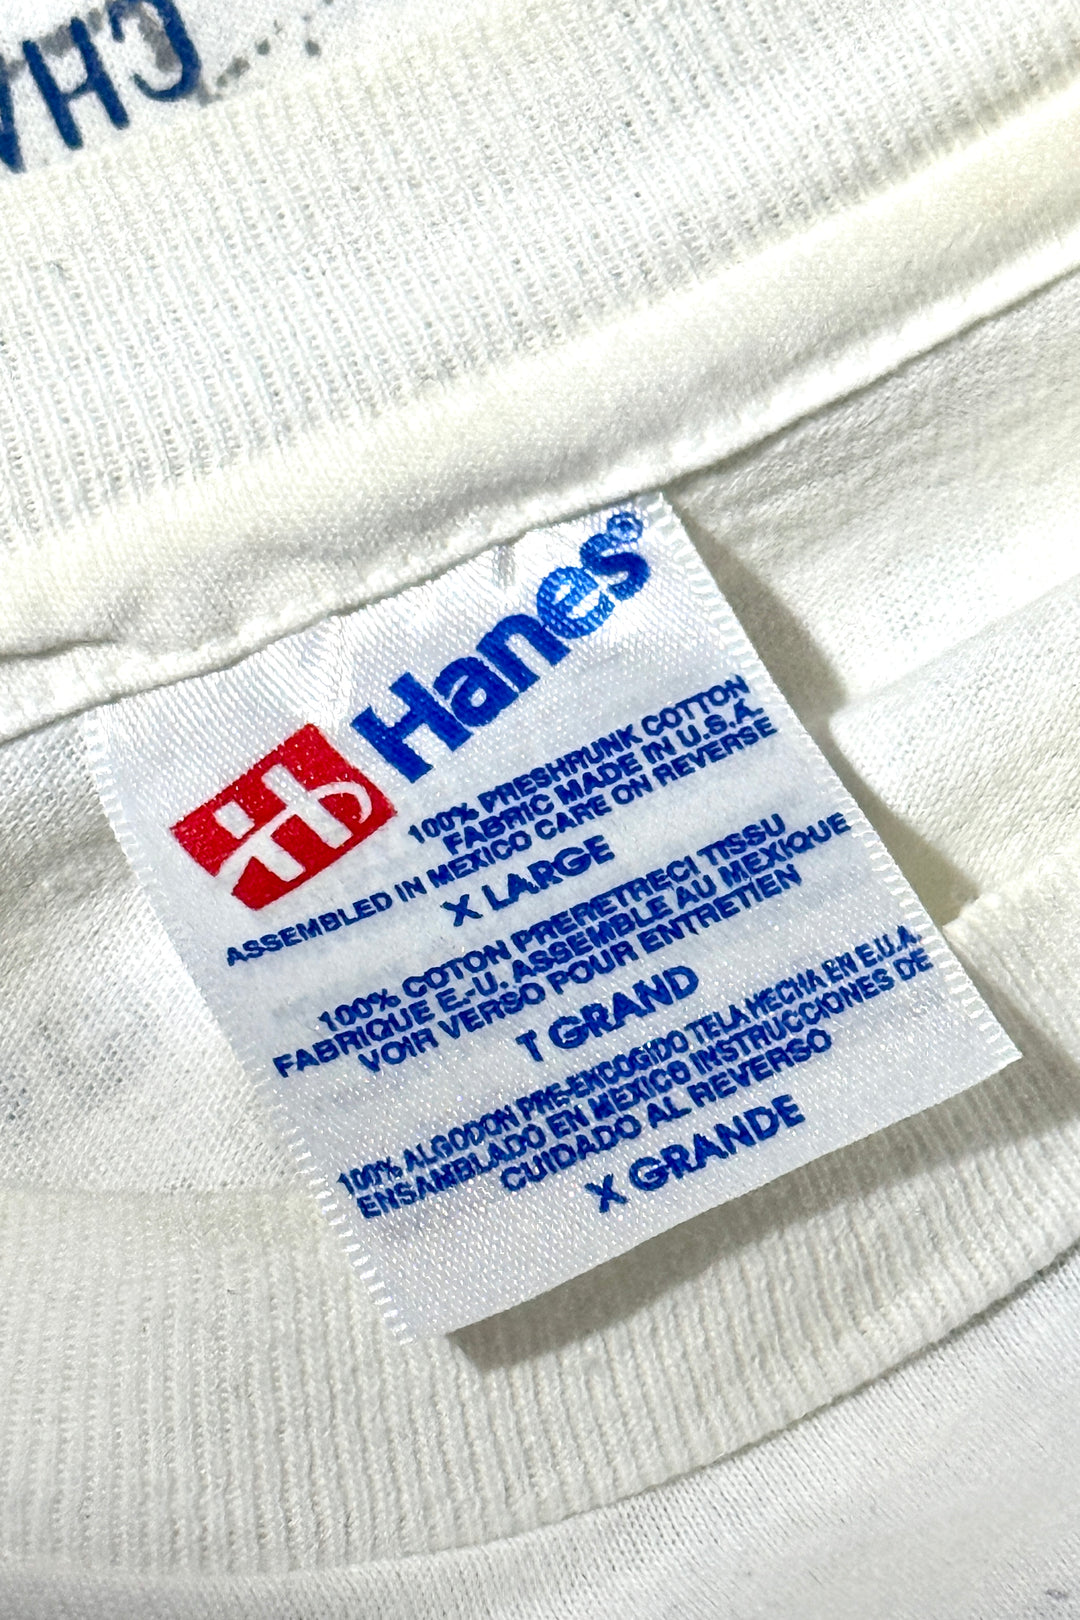 CHA
Hanes®
100% PRESHRUNK COTTON
FABRIC MADE IN U.S.A.
ASSEMBLED IN MEXICO CARE ON REVERSE
X LARGE
100% COTON PRERETRECI TISSU
FABRIQUE E.-U. ASSEMBLE AU MEXIQUE
VOIR VERSO POUR ENTRETIEN
T GRAND
100% ALGODON PRE-ENCOGIDO TELA HECHA EN E.U.A.
ENSAMBLADO EN MEXICO INSTRUCCIONES DE
CUIDADO AL REVERSO
X GRANDE